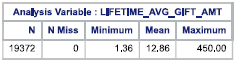 Analysis Variable : LIFETIME_AVG_GIFT_AMT
N N Miss Minimum Mean Maximum
19372 0 1.36 12.86 450.00